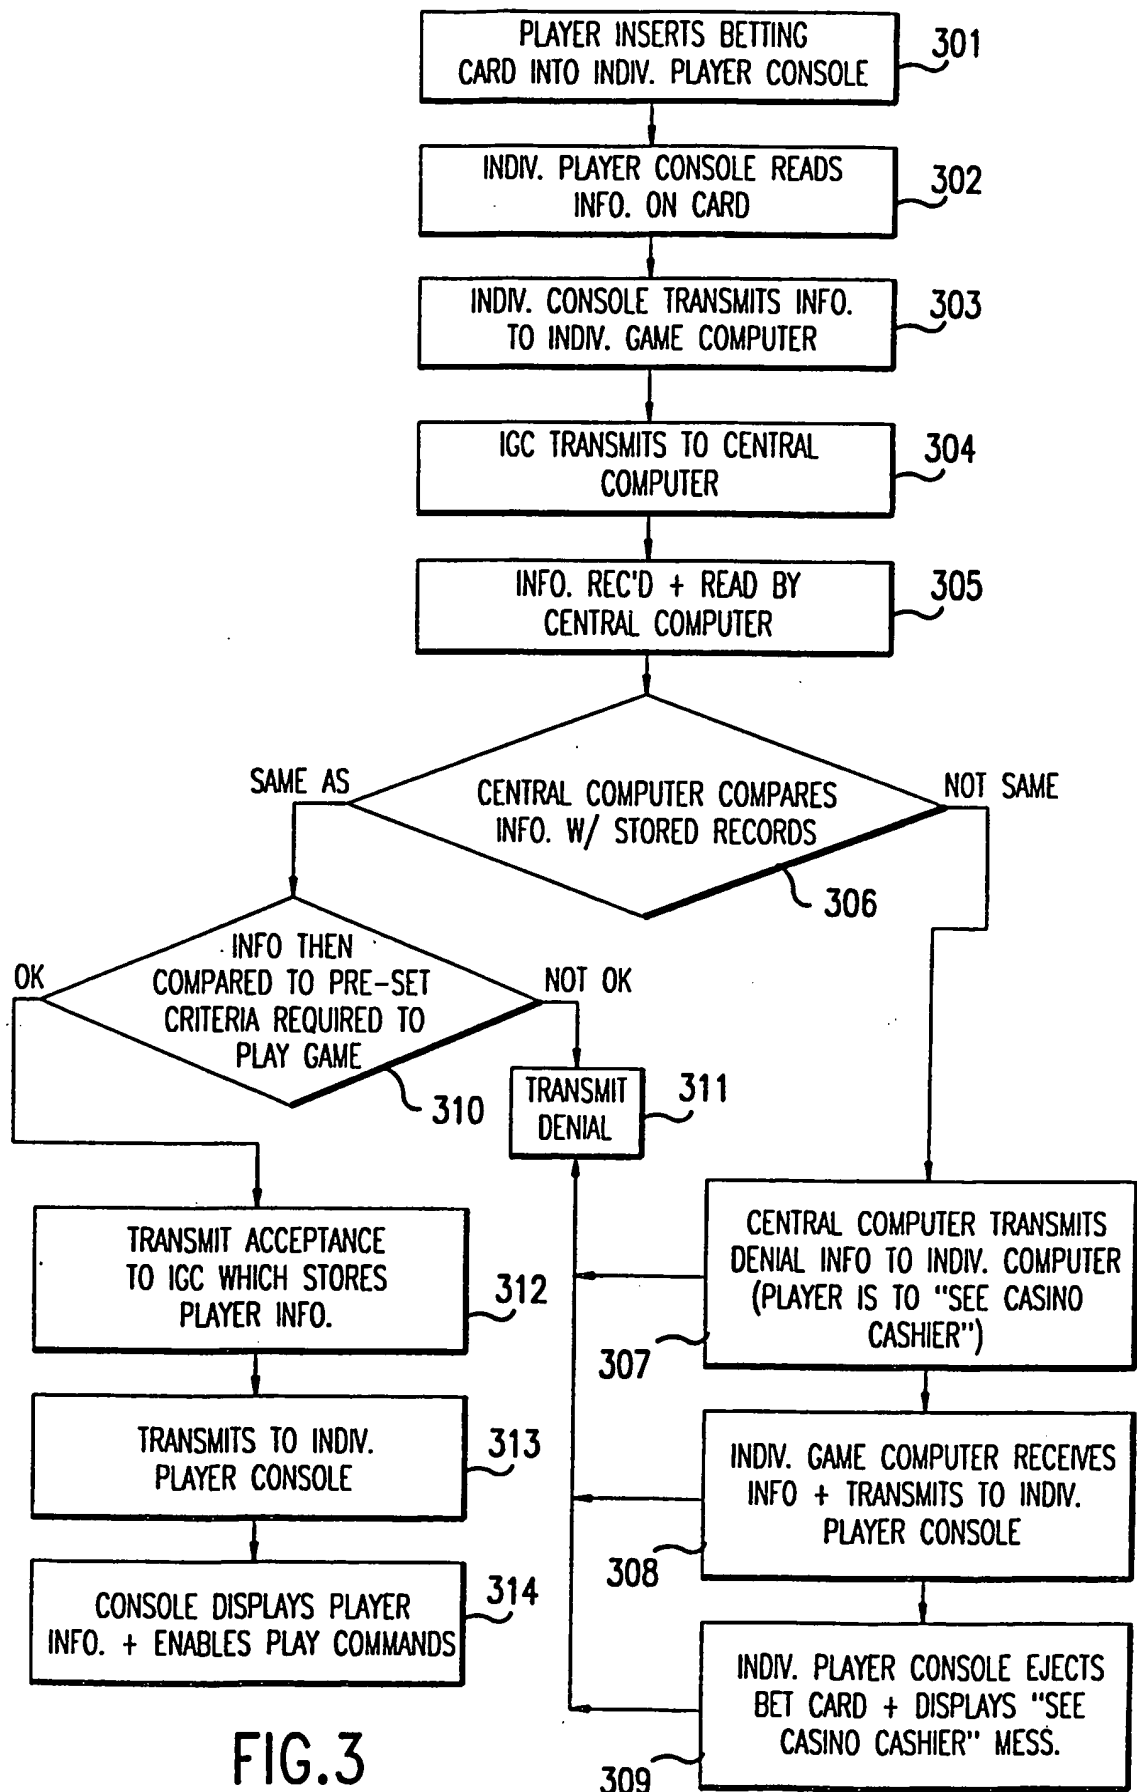 PLAYER INSERTS BETTING
CARD INTO INDIV. PLAYER CONSOLE
301
INDIV. PLAYER CONSOLE READS
INFO. ON CARD
302
INDIV. CONSOLE TRANSMITS INFO.
TO INDIV. GAME COMPUTER
303
IGC TRANSMITS TO CENTRAL
COMPUTER
304
INFO. REC'D + READ BY
CENTRAL COMPUTER
305
SAME AS
CENTRAL COMPUTER COMPARES
INFO. W/ STORED RECORDS
NOT SAME
306
OK
INFO THEN
COMPARED TO PRE-SET
CRITERIA REQUIRED TO
PLAY GAME
NOT OK
310
TRANSMIT
DENIAL
311
TRANSMIT ACCEPTANCE
TO IGC WHICH STORES
PLAYER INFO.
312
CENTRAL COMPUTER TRANSMITS
DENIAL INFO TO INDIV. COMPUTER
(PLAYER IS TO "SEE CASINO
CASHIER")
307
TRANSMITS TO INDIV.
PLAYER CONSOLE
313
INDIV. GAME COMPUTER RECEIVES
INFO + TRANSMITS TO INDIV.
PLAYER CONSOLE
308
CONSOLE DISPLAYS PLAYER
INFO. + ENABLES PLAY COMMANDS
314
INDIV. PLAYER CONSOLE EJECTS
BET CARD + DISPLAYS "SEE
CASINO CASHIER" MESS.
309
FIG.3